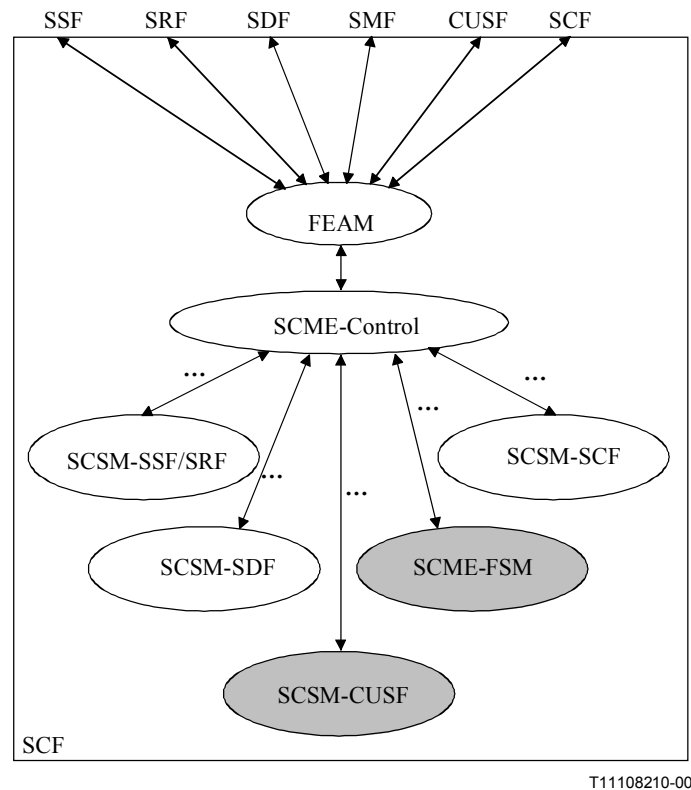 SSF SRF SDF SMF CUSF SCF
FEAM
SCME-Control
...
...
...
SCSM-SSF/SRF
SCSM-SCF
...
...
SCSM-SDF
SCME-FSM
SCSM-CUSF
SCF
T11108210-00